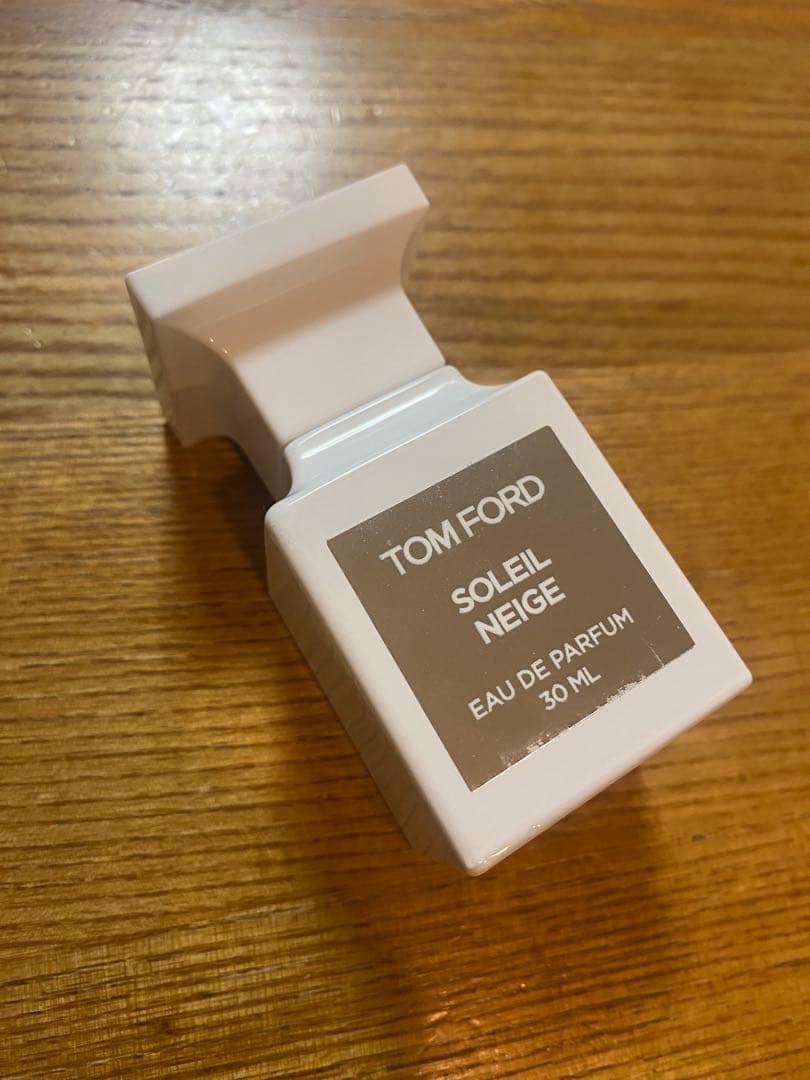 TOM FORD
SOLEIL
NEIGE
EAU DE PARFUM
30 ML